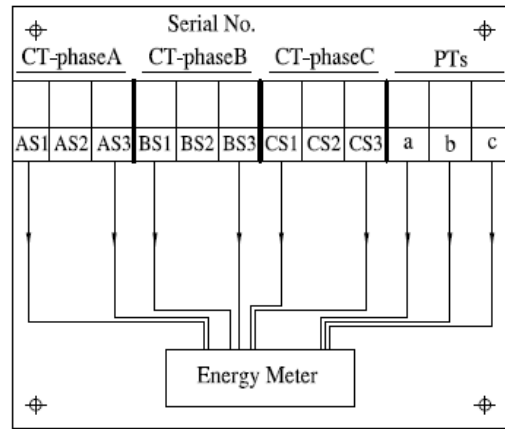 Serial No.
CT-phaseA CT-phaseB CT-phaseC PTs
AS1 AS2 AS3 BS1 BS2 BS3 CS1 CS2 CS3 a b c
Energy Meter